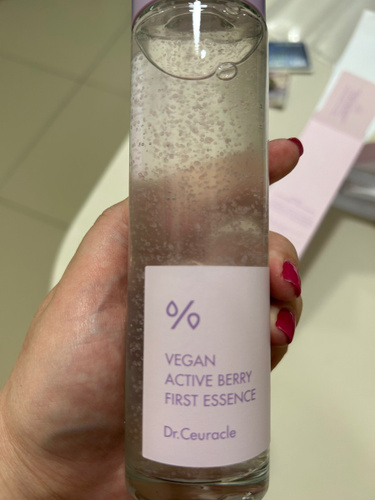 %
VEGAN
ACTIVE BERRY
FIRST ESSENCE
Dr.Ceuracle